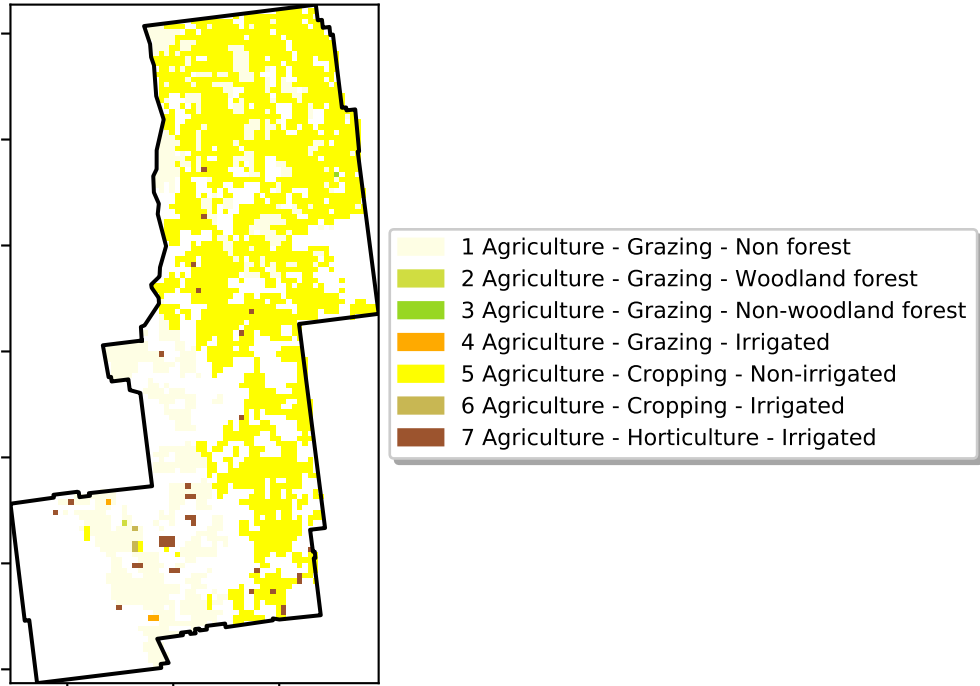 1 Agriculture - Grazing - Non forest
2 Agriculture - Grazing - Woodland forest
3 Agriculture - Grazing - Non-woodland forest
4 Agriculture - Grazing - Irrigated
5 Agriculture - Cropping - Non-irrigated
6 Agriculture - Cropping - Irrigated
7 Agriculture - Horticulture - Irrigated